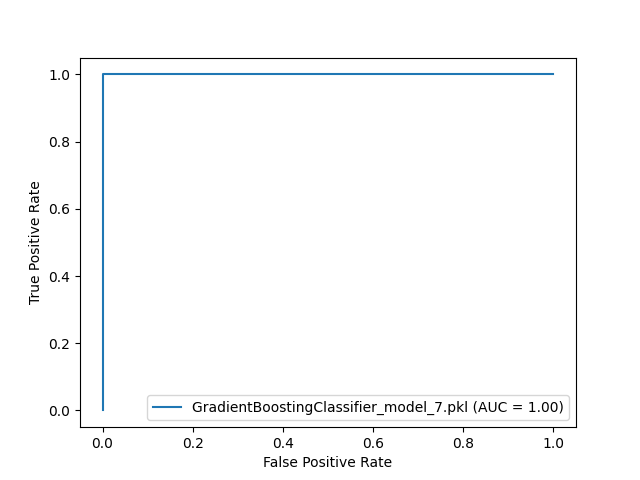 1.0
0.8
0.6
0.4
0.2
0.0
True Positive Rate
GradientBoostingClassifier_model_7.pkl (AUC = 1.00)
0.0 0.2 0.4 0.6 0.8 1.0
False Positive Rate